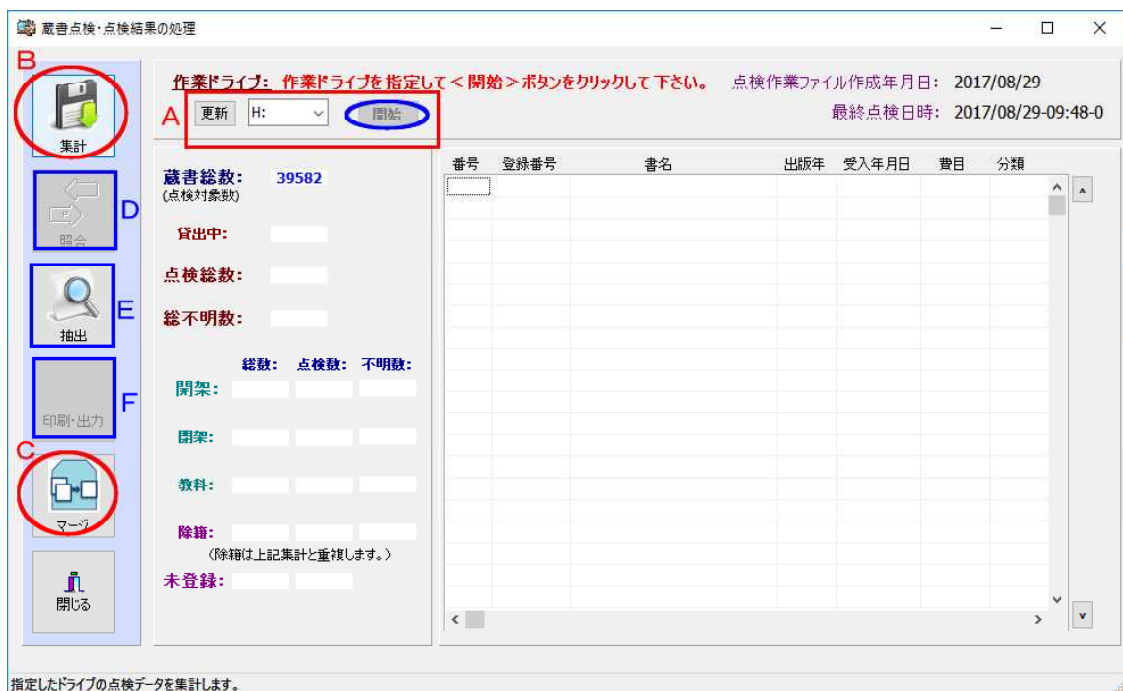 蔵書点検・点検結果の処理
B
集計
D
照合
E
抽出
F
印刷・出力
C
マージ
閉じる
作業ドライブ: 作業ドライブを指定して<開始>ボタンをクリックして下さい。
A 更新 H: 開始
点検作業ファイル作成年月日: 2017/08/29
最終点検日時: 2017/08/29-09:48-0
蔵書総数: 39582
(点検対象数)
貸出中:
点検総数:
総不明数:
総数: 点検数: 不明数:
開架:
閉架:
教科:
除籍:
(除籍は上記集計と重複します。)
未登録:
番号 登録番号 書名 出版年 受入年月日 費目 分類
指定したドライブの点検データを集計します。